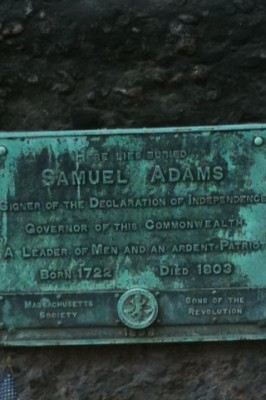 Here lies buried
Samuel Adams
Signer of the Declaration of Independence
Governor of this Commonwealth
A Leader of Men and an ardent Patriot
Born 1722 Died 1803
Massachusetts Society
Sons of the Revolution
1898